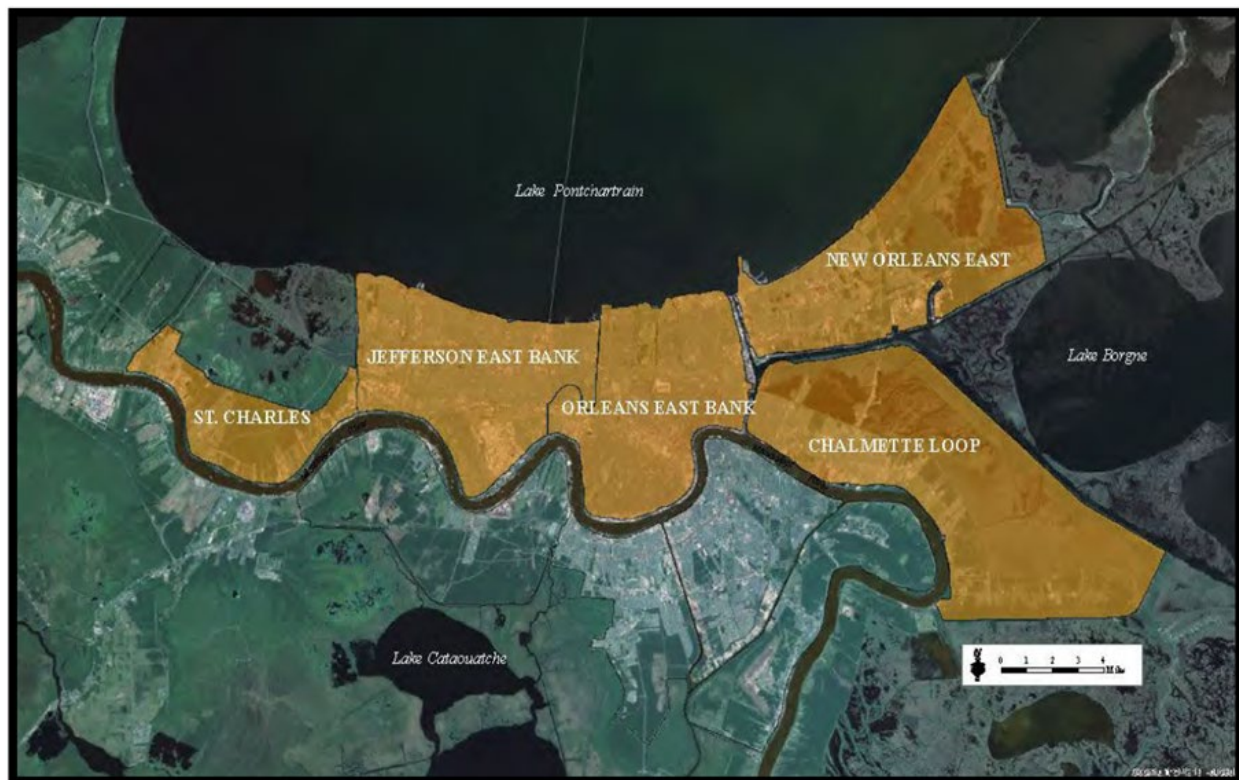 Lake Pontchartrain
NEW ORLEANS EAST
JEFFERSON EAST BANK
Lake Borgne
ORLEANS EAST BANK
ST. CHARLES
CHALMETTE LOOP
Lake Cataouatche
0 1 2 3 4